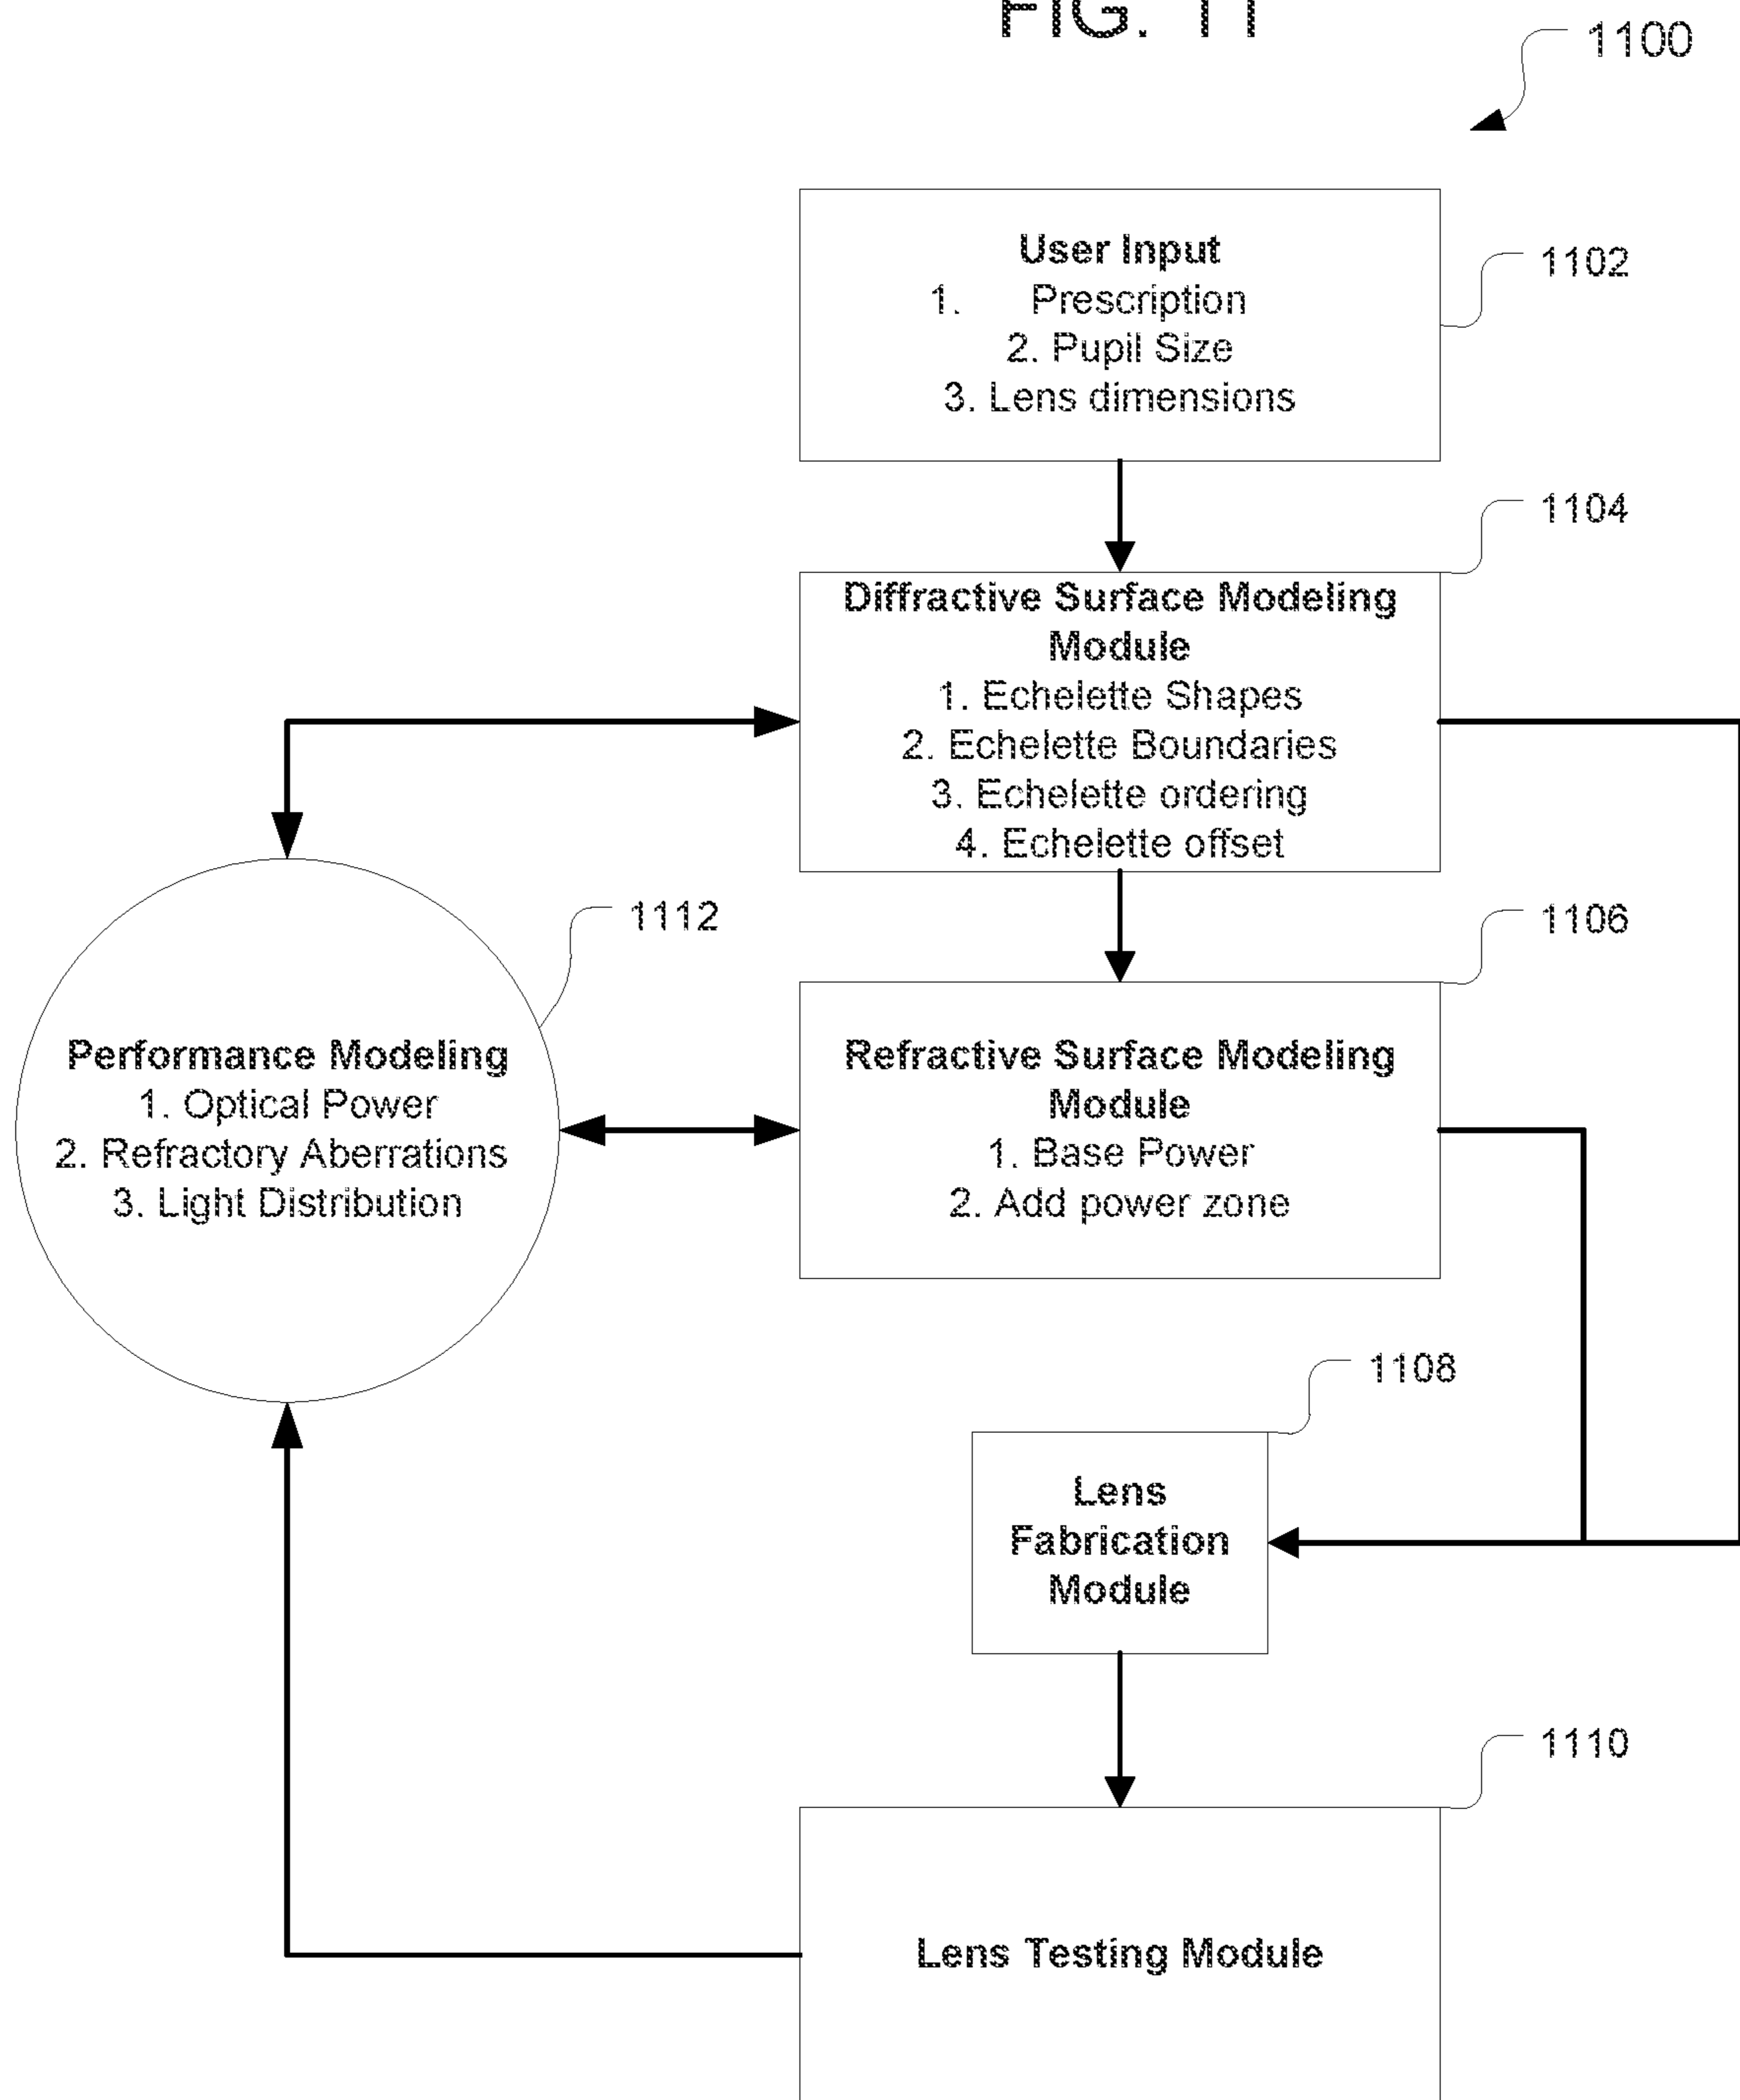 FIG. 11
1100
User Input
1. Prescription
2. Pupil Size
3. Lens dimensions
1102
1104
Diffractive Surface Modeling
Module
1. Echelette Shapes
2. Echelette Boundaries
3. Echelette ordering
4. Echelette offset
1112
1106
Performance Modeling
1. Optical Power
2. Refractory Aberrations
3. Light Distribution
Refractive Surface Modeling
Module
1. Base Power
2. Add power zone
1108
Lens
Fabrication
Module
1110
Lens Testing Module